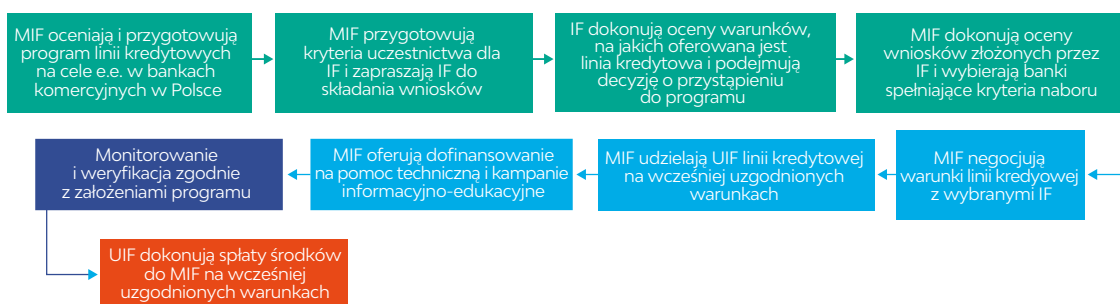 MIF oceniają i przygotowują
program linii kredytowych
na cele e.e. w bankach
komercyjnych w Polsce
MIF przygotowują
kryteria uczestnictwa dla
IF i zapraszają IF do
składania wniosków
IF dokonują oceny warunków,
na jakich oferowana jest
linia kredytowa i podejmują
decyzję o przystąpieniu
do programu
MIF dokonują oceny
wniosków złożonych przez
IF i wybierają banki
spełniające kryteria naboru
MIF negocjują
warunki linii kredyowej
z wybranymi IF
MIF udzielają UIF linii kredytowej
na wcześniej uzgodnionych
warunkach
MIF oferują dofinansowanie
na pomoc techniczną i kampanie
informacyjno-edukacyjne
Monitorowanie
i weryfikacja zgodnie
z założeniami programu
UIF dokonują spłaty środków
do MIF na wcześniej
uzgodnionych warunkach